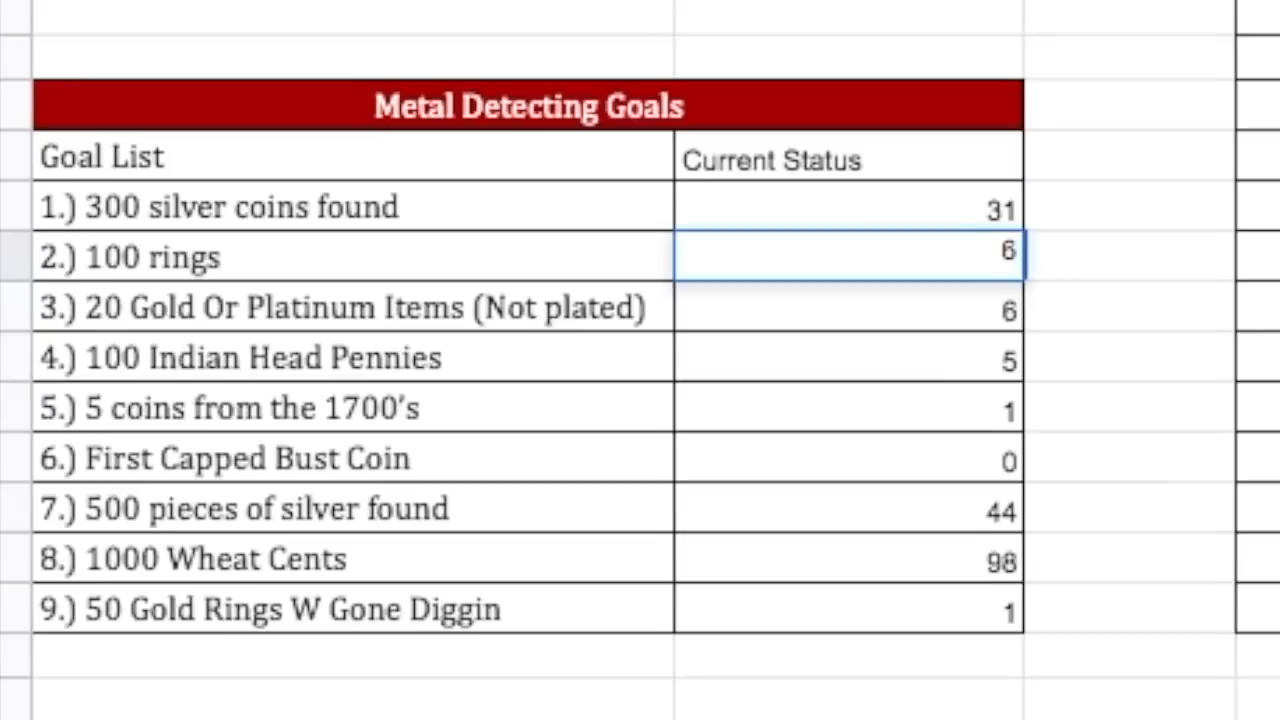 Metal Detecting Goals
Goal List Current Status
1.) 300 silver coins found 31
2.) 100 rings 6
3.) 20 Gold Or Platinum Items (Not plated) 6
4.) 100 Indian Head Pennies 5
5.) 5 coins from the 1700's 1
6.) First Capped Bust Coin 0
7.) 500 pieces of silver found 44
8.) 1000 Wheat Cents 98
9.) 50 Gold Rings W Gone Diggin 1